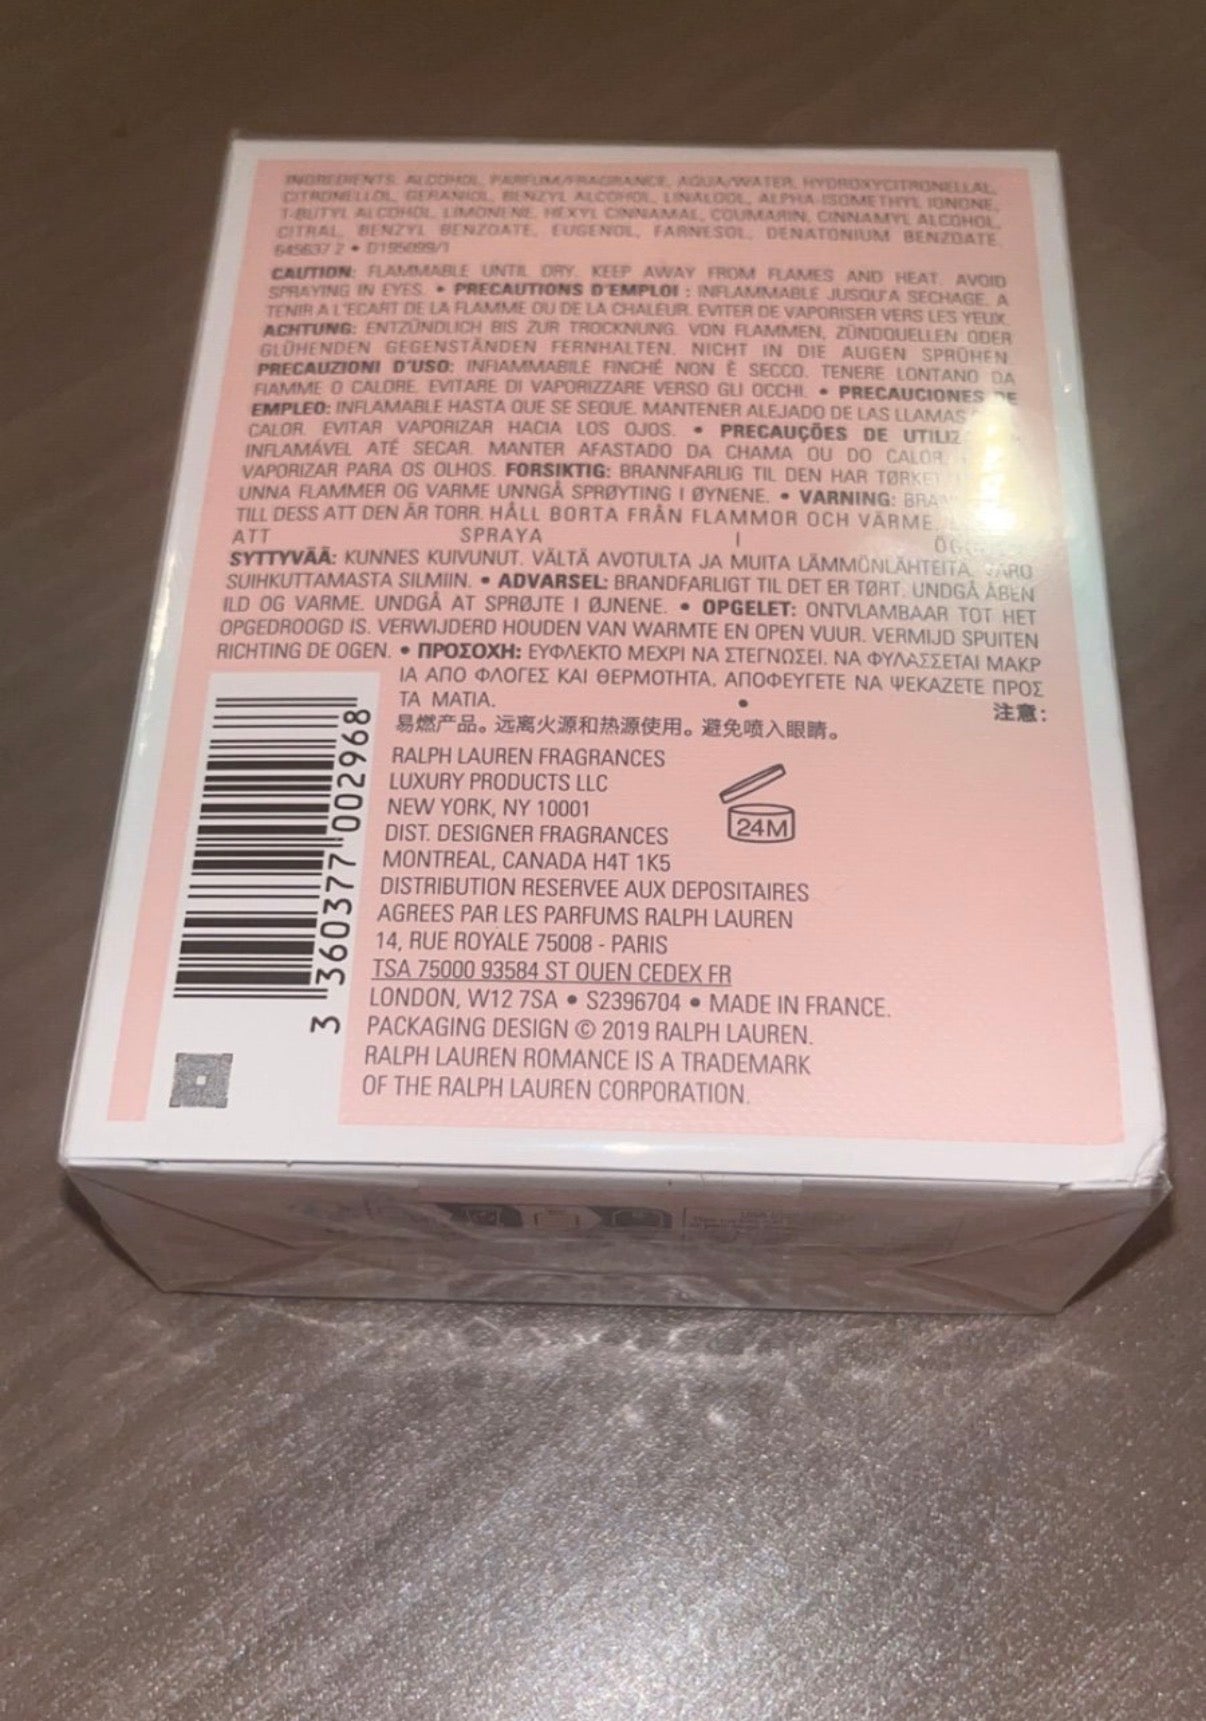 INGREDIENTS: ALCOHOL, PARFUM/FRAGRANCE, AQUA/WATER, HYDROXYCITRONELLAL,
CITRONELLOL, GERANIOL, BENZYL ALCOHOL, LINALOOL, ALPHA-ISOMETHYL IONONE,
T-BUTYL ALCOHOL, LIMONENE, HEXYL CINNAMAL, COUMARIN, CINNAMYL ALCOHOL,
CITRAL, BENZYL BENZOATE, EUGENOL, FARNESOL, DENATONIUM BENZOATE.
645637 2 • D195699/1
CAUTION: FLAMMABLE UNTIL DRY. KEEP AWAY FROM FLAMES AND HEAT. AVOID
SPRAYING IN EYES. • PRECAUTIONS D'EMPLOI : INFLAMMABLE JUSQU'A SECHAGE. A
TENIR A L'ECART DE LA FLAMME OU DE LA CHALEUR. EVITER DE VAPORISER VERS LES YEUX.
ACHTUNG: ENTZÜNDLICH BIS ZUR TROCKNUNG. VON FLAMMEN, ZÜNDQUELLEN ODER
GLÜHENDEN GEGENSTÄNDEN FERNHALTEN. NICHT IN DIE AUGEN SPRÜHEN.
PRECAUZIONI D'USO: INFIAMMABILE FINCHÉ NON È SECCO. TENERE LONTANO DA
FIAMME O CALORE. EVITARE DI VAPORIZZARE VERSO GLI OCCHI. • PRECAUCIONES DE
EMPLEO: INFLAMABLE HASTA QUE SE SEQUE. MANTENER ALEJADO DE LAS LLAMAS
CALOR. EVITAR VAPORIZAR HACIA LOS OJOS. • PRECAUÇÕES DE
INFLAMÁVEL ATÉ SECAR. MANTER AFASTADO DA CHAMA OU DO CALOR.
VAPORIZAR PARA OS OLHOS. FORSIKTIG: BRANNFARLIG TIL DEN HAR TØRKET.
UNNA FLAMMER OG VARME UNNGÅ SPRØYTING I ØYNENE. • VARNING:
TILL DESS ATT DEN ÄR TORR. HÅLL BORTA FRÅN FLAMMOR OCH VÄRME.
ATT SPRAYA I
SYTTYVÄÄ: KUNNES KUIVUNUT. VÄLTÄ AVOTULTA JA MUITA LÄMMÖNLÄHTEITÄ. VARO
SUIHKUTTAMASTA SILMIIN. • ADVARSEL: BRANDFARLIGT TIL DET ER TØRT. UNDGÅ ÅBEN
ILD OG VARME. UNDGÅ AT SPRØJTE I ØJNENE. • OPGELET: ONTVLAMBAAR TOT HET
OPGEDROOGD IS. VERWIJDERD HOUDEN VAN WARMTE EN OPEN VUUR. VERMIJD SPUITEN
RICHTING DE OGEN. • ΠΡΟΣΟΧΗ: ΕΥΦΛΕΚΤΟ ΜΕΧΡΙ ΝΑ ΣΤΕΓΝΩΣΕΙ. ΝΑ ΦΥΛΑΣΣΕΤΑΙ ΜΑΚΡ
ΙΑ ΑΠΟ ΦΛΟΓΕΣ ΚΑΙ ΘΕΡΜΟΤΗΤΑ. ΑΠΟΦΕΥΓΕΤΕ ΝΑ ΨΕΚΑΖΕΤΕ ΠΡΟΣ
ΤΑ ΜΑΤΙΑ. • 注意：
易燃产品。远离火源和热源使用。避免喷入眼睛。
RALPH LAUREN FRAGRANCES
LUXURY PRODUCTS LLC
NEW YORK, NY 10001
DIST. DESIGNER FRAGRANCES
MONTREAL, CANADA H4T 1K5
DISTRIBUTION RESERVEE AUX DEPOSITAIRES
AGREES PAR LES PARFUMS RALPH LAUREN
14, RUE ROYALE 75008 - PARIS
TSA 75000 93584 ST OUEN CEDEX FR
LONDON, W12 7SA • S2396704 • MADE IN FRANCE.
PACKAGING DESIGN © 2019 RALPH LAUREN.
RALPH LAUREN ROMANCE IS A TRADEMARK
OF THE RALPH LAUREN CORPORATION.
24M
3 360377 002968